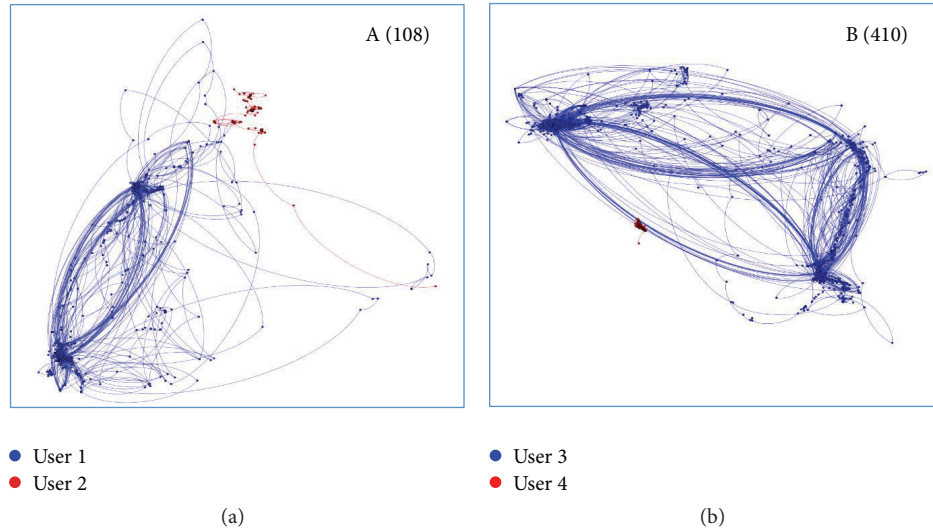 A (108)
B (410)
User 1
User 2
User 3
User 4
(a)
(b)